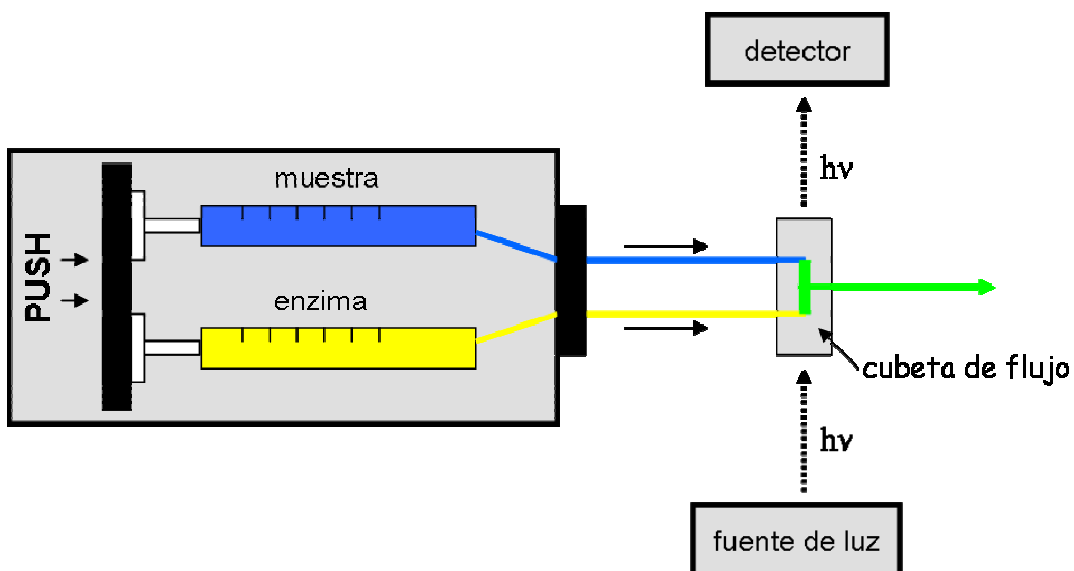 detector
hν
muestra
PUSH
enzima
cubeta de flujo
hν
fuente de luz